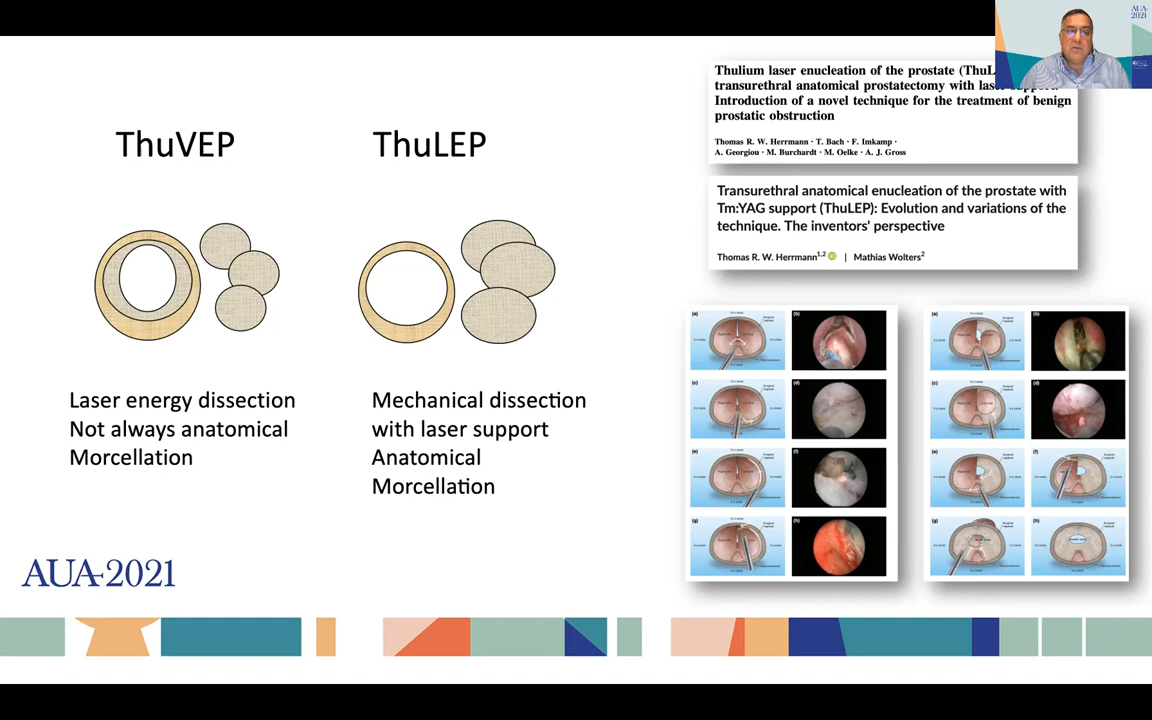 ThuVEP
ThuLEP
Laser energy dissection
Not always anatomical
Morcellation
Mechanical dissection
with laser support
Anatomical
Morcellation
Thulium laser enucleation of the prostate
transurethral anatomical prostatectomy with
Introduction of a novel technique for the treatment of benign
prostatic obstruction
Thomas R. W. Herrmann · T. Bach · F. Imkamp ·
A. Georgiou · M. Burchardt · M. Oelke · A. J. Gross
Transurethral anatomical enucleation of the prostate with
Tm:YAG support (ThuLEP): Evolution and variations of the
technique. The inventors' perspective
Thomas R. W. Herrmann1,2 | Mathias Wolters2
(a)
(b)
(c)
(d)
(e)
(f)
(g)
(h)
(a)
(b)
(c)
(d)
(e)
(f)
(g)
(h)
AUA-2021
AUA-
2021